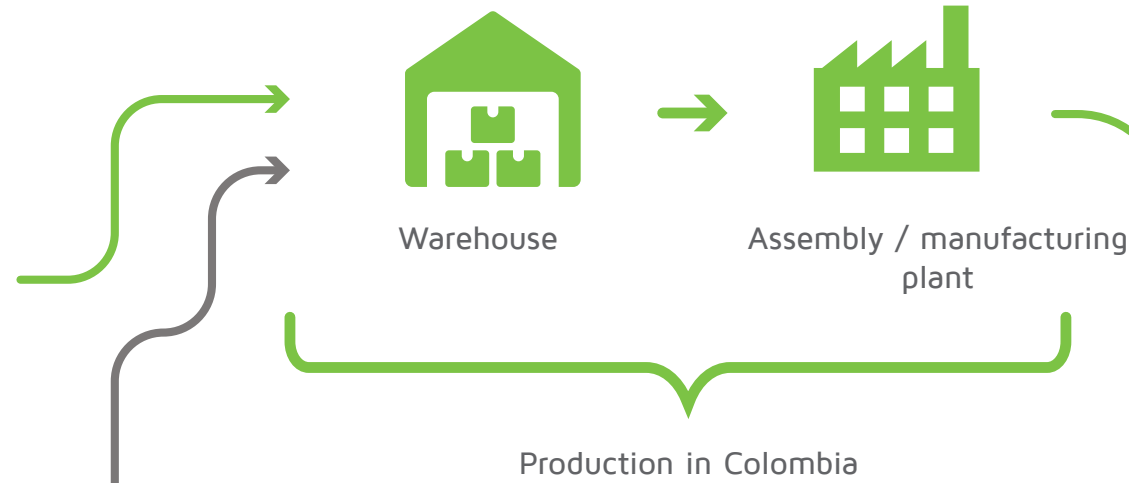 Warehouse
Assembly / manufacturing
plant
Production in Colombia